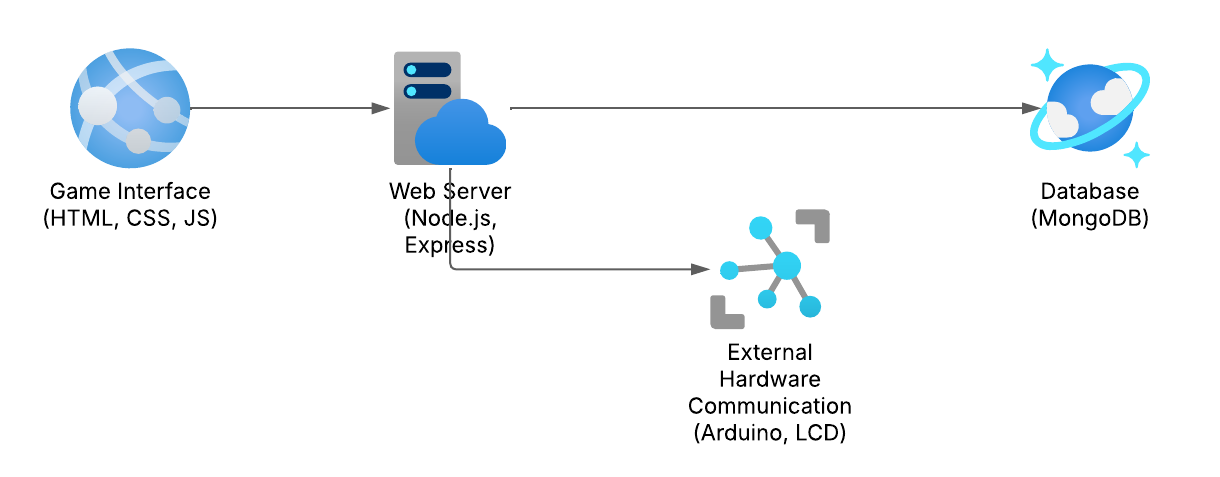 Game Interface
(HTML, CSS, JS)
Web Server
(Node.js,
Express)
Database
(MongoDB)
External
Hardware
Communication
(Arduino, LCD)